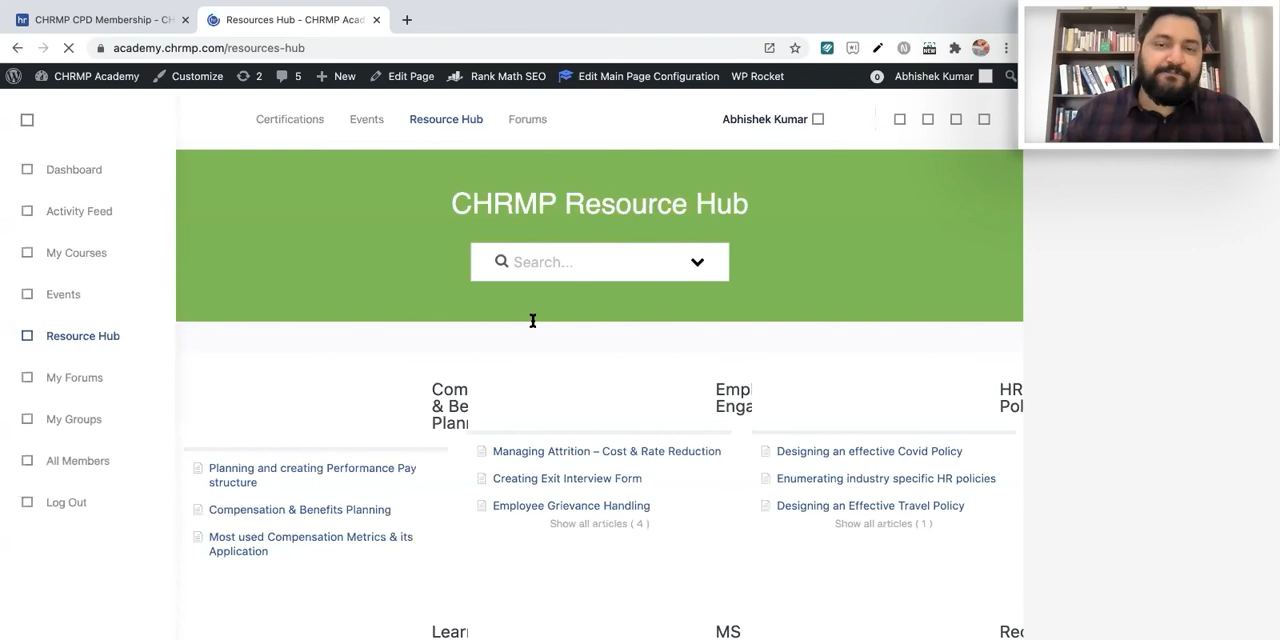 hr CHRMP CPD Membership - CH
Resources Hub - CHRMP Acad
academy.chrmp.com/resources-hub
NEW
CHRMP Academy Customize 2 5 New Edit Page Rank Math SEO Edit Main Page Configuration WP Rocket 0 Abhishek Kumar
Certifications Events Resource Hub Forums Abhishek Kumar
Dashboard
Activity Feed
My Courses
Events
Resource Hub
My Forums
My Groups
All Members
Log Out
CHRMP Resource Hub
Search...
Com
& Be
Plann
Planning and creating Performance Pay
structure
Compensation & Benefits Planning
Most used Compensation Metrics & its
Application
Empl
Enga
Managing Attrition – Cost & Rate Reduction
Creating Exit Interview Form
Employee Grievance Handling
Show all articles ( 4 )
HR
Pol
Designing an effective Covid Policy
Enumerating industry specific HR policies
Designing an Effective Travel Policy
Show all articles ( 1 )
Lear
MS
Rec